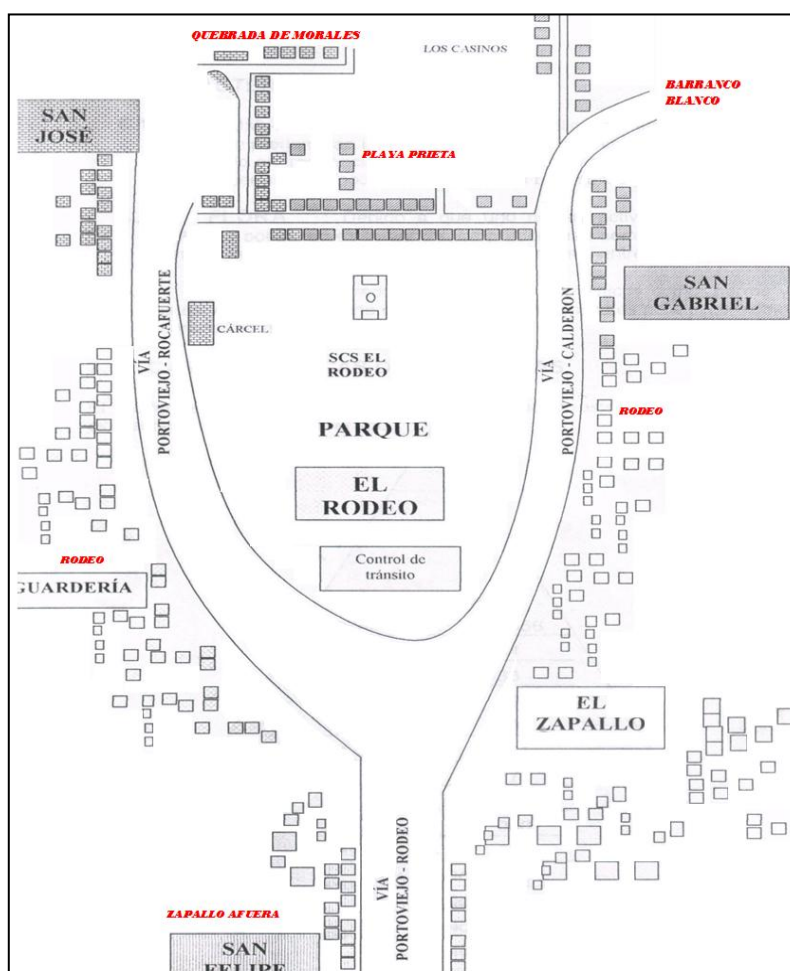 QUEBRADA DE MORALES
LOS CASINOS
BARRANCO
BLANCO
SAN
JOSÉ
PLAYA PRIETA
SAN
GABRIEL
CÁRCEL
VÍA
PORTOVIEJO - ROCAFUERTE
SCS EL
RODEO
VÍA
PORTOVIEJO - CALDERON
RODEO
PARQUE
EL
RODEO
Control de
tránsito
RODEO
GUARDERÍA
EL
ZAPALLO
VÍA
PORTOVIEJO - RODEO
ZAPALLO AFUERA
SAN
FELIPE